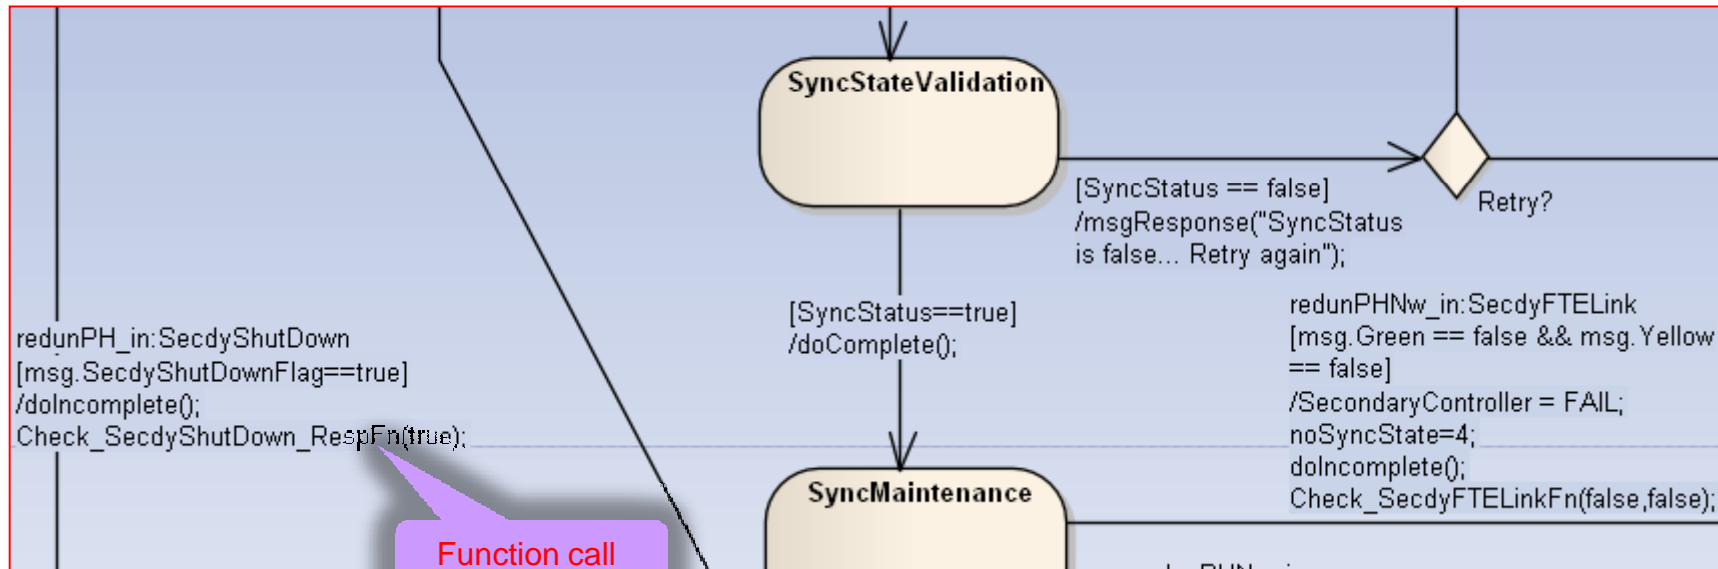 SyncStateValidation
[SyncStatus == false]
/msgResponse("SyncStatus
is false... Retry again");
Retry?
[SyncStatus==true]
/doComplete();
redunPHNw_in:SecdyFTELink
[msg.Green == false && msg.Yellow
== false]
/SecondaryController = FAIL;
noSyncState=4;
doIncomplete();
Check_SecdyFTELinkFn(false,false);
redunPH_in:SecdyShutDown
[msg.SecdyShutDownFlag==true]
/doIncomplete();
Check_SecdyShutDown_RespFn(true);
SyncMaintenance
Function call